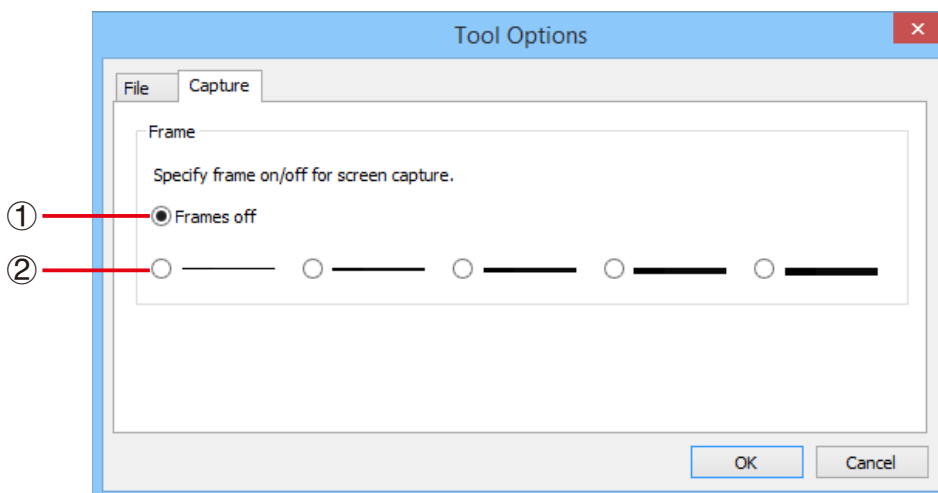 Tool Options
File
Capture
Frame
Specify frame on/off for screen capture.
① Frames off
②
OK
Cancel